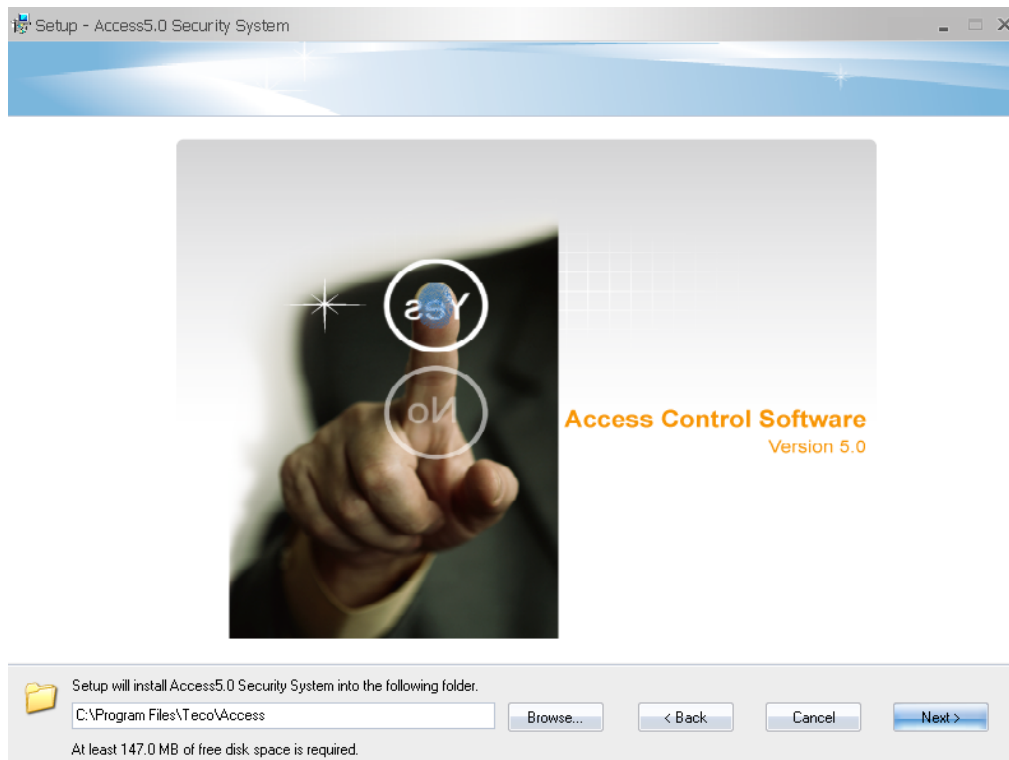 Setup - Access5.0 Security System
Yes
No
Access Control Software
Version 5.0
Setup will install Access5.0 Security System into the following folder.
C:\Program Files\Teco\Access
Browse...
< Back
Cancel
Next >
At least 147.0 MB of free disk space is required.